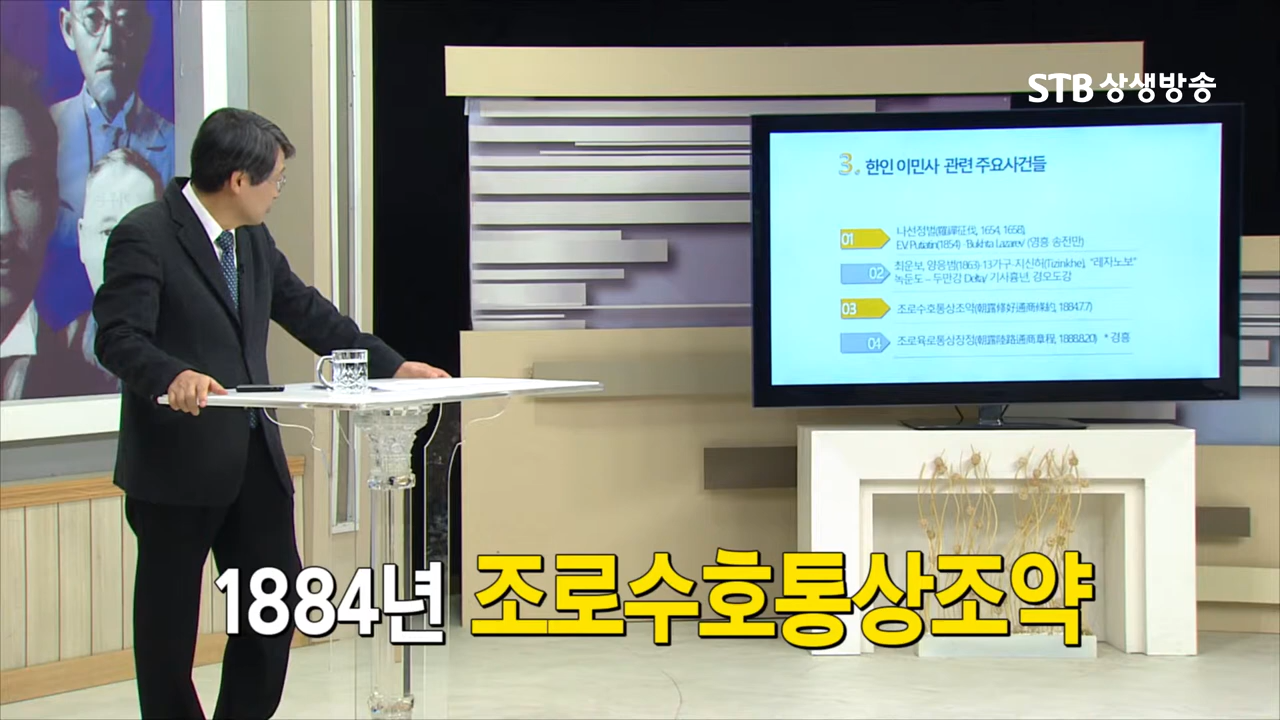 STB 상생방송
3. 한인 이민사 관련 주요사건들
01 나선정벌(羅禪征伐, 1654, 1658),
E.V Putiatin(1854) · Bukhta Lazarev/ (영흥 송전만)
02 최운보, 양응범(1863)·13가구·지신허(Tizinkhe), "레자노보"
녹둔도 – 두만강 Delta/ 기사흉년, 경오도강
03 조로수호통상조약(朝露修好通商條約, 1884.7.7)
04 조로육로통상장정(朝露陸路通商章程, 1888.8.20) * 경흥
1884년 조로수호통상조약